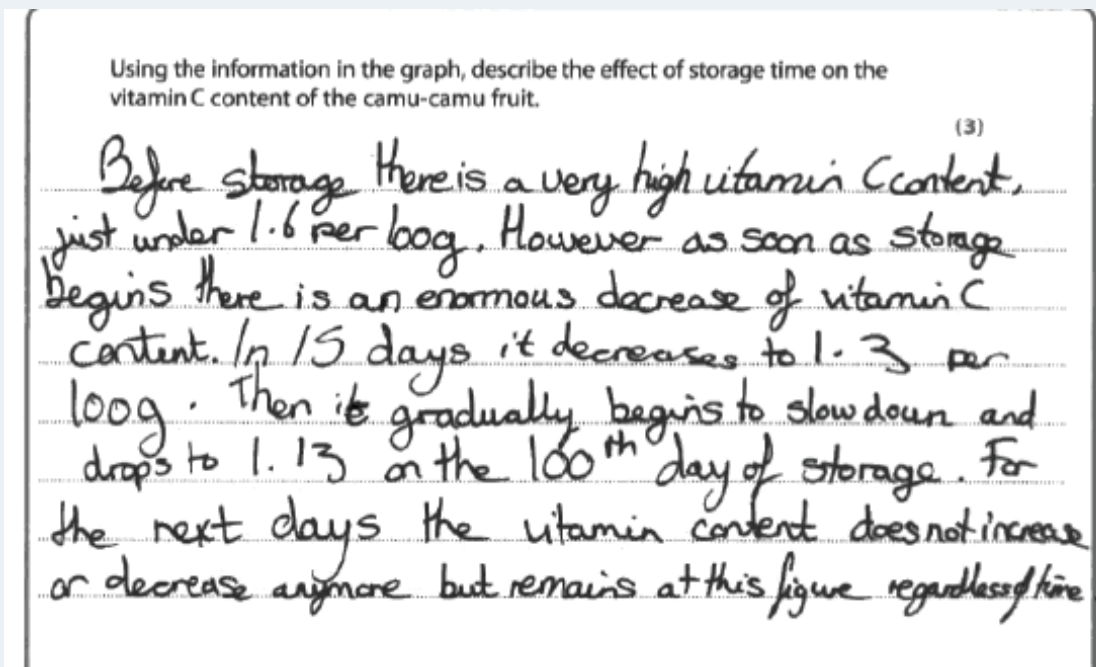 Using the information in the graph, describe the effect of storage time on the
vitamin C content of the camu-camu fruit.
(3)
Before storage there is a very high vitamin C content,
just under 1.6 per 100g. However as soon as storage
begins there is an enormous decrease of vitamin C
content. In 15 days it decreases to 1.3 per
100g. Then it gradually begins to slow down and
drops to 1.13 on the 100th day of storage. For
the next days the vitamin content does not increase
or decrease anymore but remains at this figure regardless of time